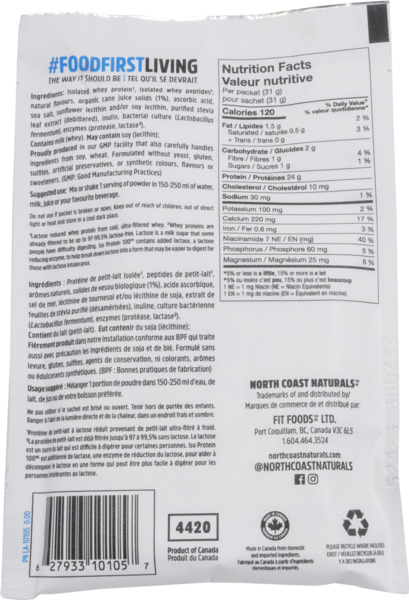 #FOODFIRSTLIVING
THE WAY IT SHOULD BE | TEL QU'IL SE DEVRAIT
Ingredients: Isolated whey protein¹, isolated whey peptides¹,
natural flavours, organic cane juice solids (1%), ascorbic acid,
sea salt, sunflower and/or soy lecithin, purified stevia
leaf extract (debittered), inulin, bacterial culture (Lactobacillus
fermentum), enzymes (protease, lactase²).
Contains milk (whey). May contain soy (lecithin);
Proudly produced in our GMP facility that also carefully handles
ingredients from soy, wheat. Formulated without yeast, gluten,
sulfites, artificial preservatives, or synthetic colours, flavours or
sweeteners. (GMP: Good Manufacturing Practices)
Suggested use: Mix or shake 1 serving of powder in 150-250 ml of water,
milk, juice or your favourite beverage.
Do not use if packet is broken or open. Keep out of reach of children, out of direct
light or heat and store in a cool dark place.
¹Lactose reduced whey protein from cold, ultra-filtered whey. ²Whey proteins are
already filtered to be up to 97-99.5% lactose-free. Lactose is a milk sugar that some
people have difficulty digesting. Iso Protein 100ᴹᴰ contains added lactase, a lactose
reducing enzyme, to help break down lactose into a form that may be easier to digest for
those with lactose intolerance.
Ingrédients : Protéine de petit-lait isolée¹, peptides de petit-lait¹,
arômes naturels, solides de vesou biologique (1%), acide ascorbique,
sel de mer, lécithine de tournesol et/ou lécithine de soja, extrait de
feuilles de stévia purifié (désamérisées), inuline, culture bactérienne
(Lactobacillus fermentum), enzymes (protéase, lactase²).
Contient du lait (petit-lait). Eut contenir du soja (lécithine);
Fièrement produit dans notre installation conforme aux BPF qui traite
aussi avec précaution les ingrédients de soja et de blé. Formulé sans
levure, gluten, sulfites, agents de conservation, ni colorants, arômes
ou édulcorants synthétiques. (BPF : Bonnes pratiques de fabrication)
Usage suggéré : Mélanger 1 portion de poudre dans 150-250 ml d'eau, de
lait, de jus ou de votre boisson préférée.
Ne pas utiliser si le sachet est brisé ou ouvert. Tenir hors de portée des enfants.
Ranger à l'abri de la lumière directe et de la chaleur, dans un endroit frais et sombre.
¹Protéine de petit-lait à lactose réduit provenant de petit-lait ultra-filtré à froid.
²La protéine de petit-lait est déjà filtrée jusqu'à 97 à 99,5% sans lactose. Le lactose
est un sucre du lait qui est difficile à digérer pour certaines personnes. Iso Protein
100ᴹᴰ est additionné de lactase, une enzyme de réduction du lactose, pour aider à
décomposer le lactose en une forme qui peut être plus facile à digérer pour les
personnes intolérantes au lactose.
Nutrition Facts
Valeur nutritive
Per packet (31 g)
pour sachet (31 g)
Calories 120
% Daily Value*
% valeur quotidienne*
Fat / Lipides 1.5 g 2 %
Saturated / saturés 0.5 g 3 %
+ Trans / trans 0 g
Carbohydrate / Glucides 2 g
Fibre / Fibres 1 g 4 %
Sugars / Sucres 1 g 1 %
Protein / Protéines 24 g
Cholesterol / Cholestérol 10 mg
Sodium 30 mg 1 %
Potassium 100 mg 2 %
Calcium 220 mg 17 %
Iron / Fer 0.6 mg 3 %
Niacinamide 7 NE / EN (mg) 40 %
Phosphorus / Phosphore 60 mg 5 %
Magnesium / Magnésium 25 mg 6 %
*5% or less is a little, 15% or more is a lot
*5% ou moins c'est peu, 15% ou plus c'est beaucoup
1 NE = 1 mg Niacin (NE = Niacin Equivalents)
1 EN = 1 mg de niacine (EN = Équivalent en niacine)
NORTH COAST NATURALS
Trademarks of and distributed by/
Marques de commerce de et distribué par:
FIT FOODS LTD.
Port Coquitlam, BC, Canada V3C 6L5
1.604.464.3524
northcoastnaturals.com
@NORTHCOASTNATURALS
PN LA-10105 0.00
6 27933 10105 7
4420
Product of Canada
Produit du Canada
Made in Canada from domestic
and imported ingredients.
Fabriqué au Canada à partir d'ingrédients
domestiques et importés.
PLEASE RECYCLE WHERE FACILITIES
EXIST / VEUILLEZ RECYCLER LÀ OÙ IL
Y A DES INSTALLATIONS